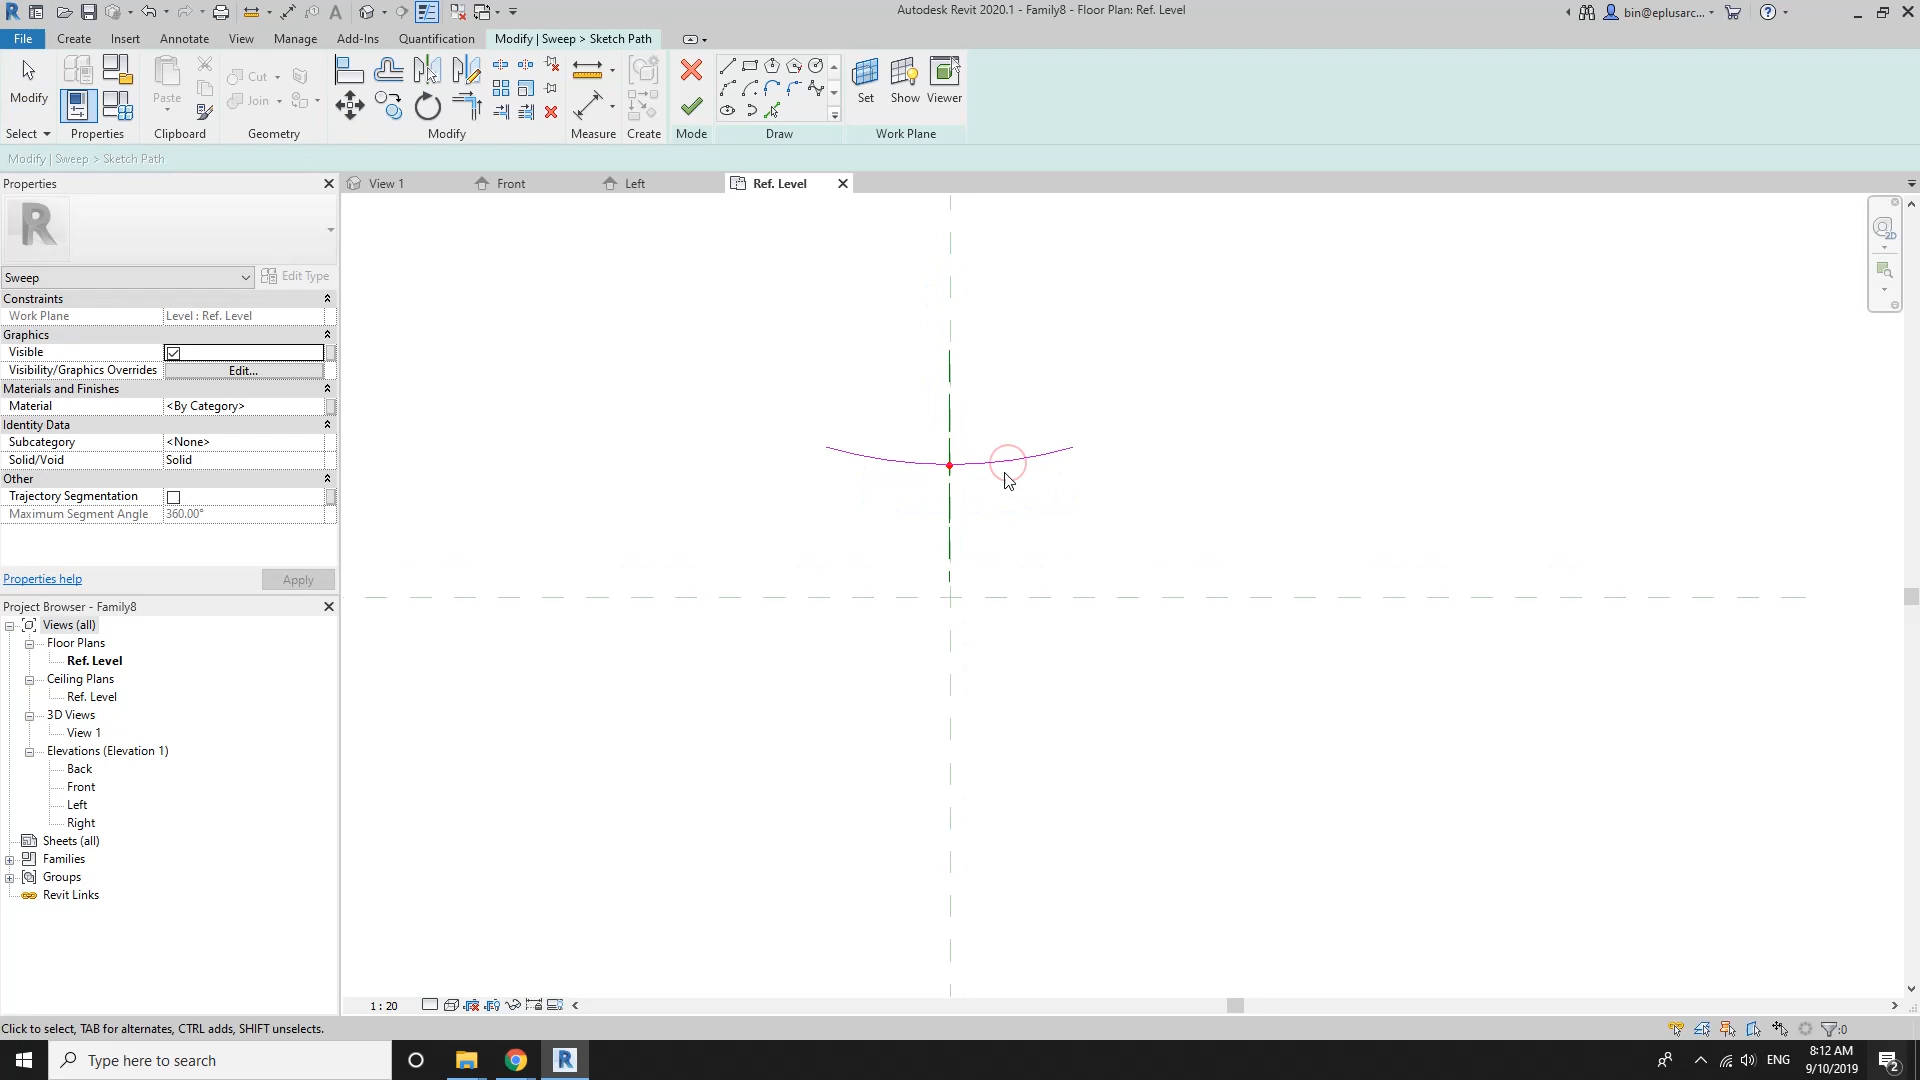 Autodesk Revit 2020.1 - Family8 - Floor Plan: Ref. Level
bin@eplusarc...
File Create Insert Annotate View Manage Add-Ins Quantification Modify | Sweep > Sketch Path
Modify
Paste
Cut
Join
Set Show Viewer
Select Properties Clipboard Geometry Modify Measure Create Mode Draw Work Plane
Modify | Sweep > Sketch Path
Properties
View 1 Front Left Ref. Level
R
2D
Sweep Edit Type
Constraints
Work Plane Level : Ref. Level
Graphics
Visible
Visibility/Graphics Overrides Edit...
Materials and Finishes
Material <By Category>
Identity Data
Subcategory <None>
Solid/Void Solid
Other
Trajectory Segmentation
Maximum Segment Angle 360.00°
Properties help Apply
Project Browser - Family8
Views (all)
Floor Plans
Ref. Level
Ceiling Plans
Ref. Level
3D Views
View 1
Elevations (Elevation 1)
Back
Front
Left
Right
Sheets (all)
Families
Groups
Revit Links
1 : 20
Click to select, TAB for alternates, CTRL adds, SHIFT unselects.
:0
Type here to search
ENG
8:12 AM
9/10/2019
2